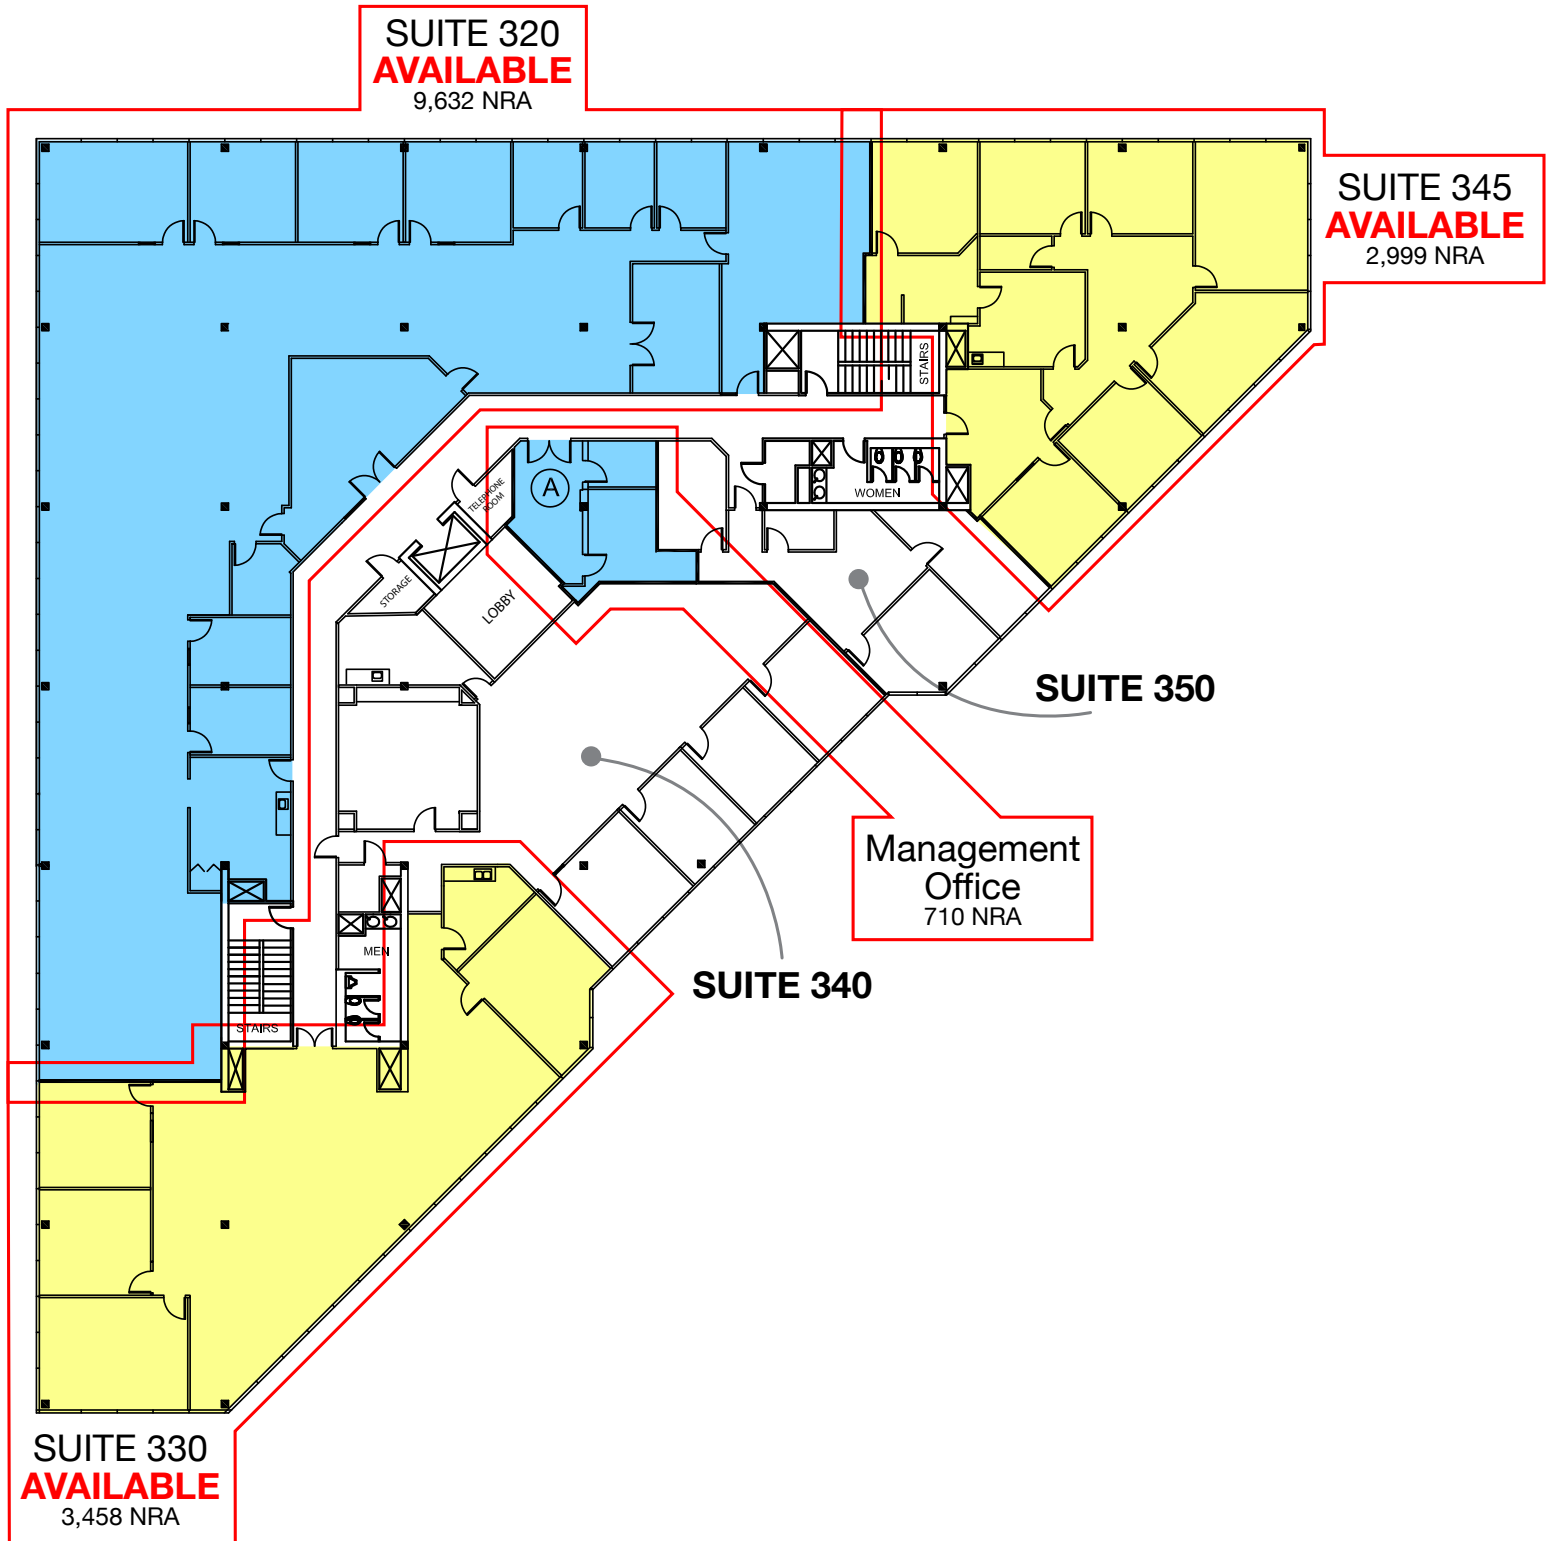 SUITE 320
AVAILABLE
9,632 NRA
SUITE 345
AVAILABLE
2,999 NRA
STAIRS
A
TELEPHONE
ROOM
WOMEN
STORAGE
LOBBY
SUITE 350
Management
Office
710 NRA
MEN
SUITE 340
STAIRS
SUITE 330
AVAILABLE
3,458 NRA